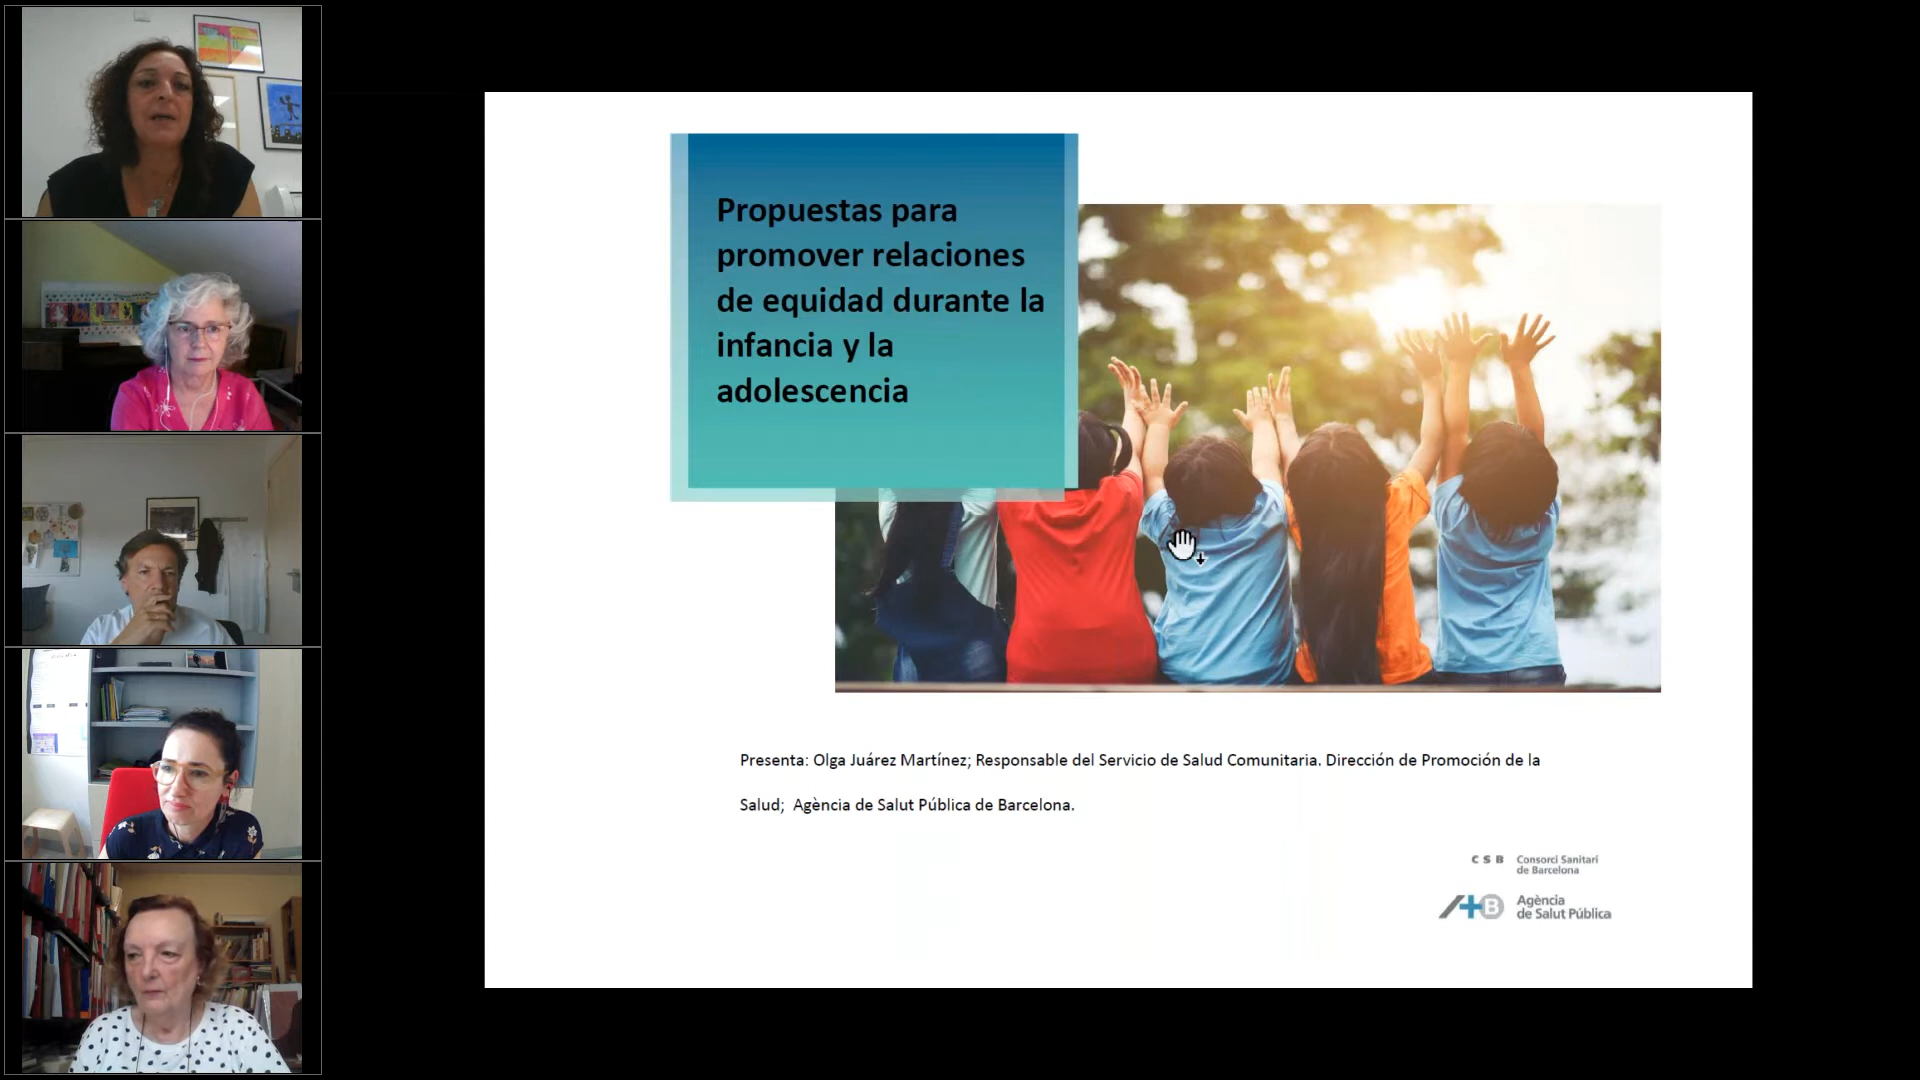 Propuestas para
promover relaciones
de equidad durante la
infancia y la
adolescencia
Presenta: Olga Juárez Martínez; Responsable del Servicio de Salud Comunitaria. Dirección de Promoción de la
Salud; Agència de Salut Pública de Barcelona.
CSB Consorci Sanitari
de Barcelona
Agència
de Salut Pública